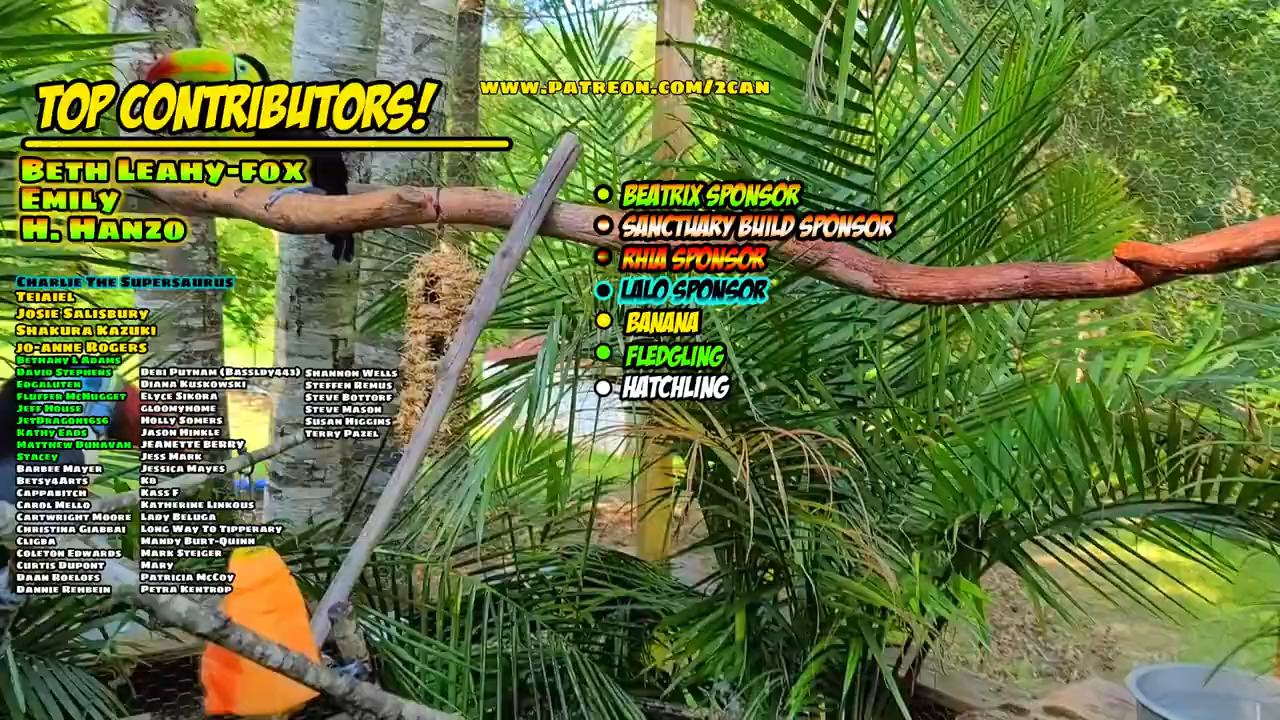 TOP CONTRIBUTORS!
WWW.PATREON.COM/2CAN
BETH LEAHY-FOX
EMILY
H. HANZO
CHARLIE THE SUPERSAURUS
TEIAIEL
JOSIE SALISBURY
SHAKURA KAZUKI
JO-ANNE ROGERS
BETHANY L ADAMS
DAVID STEPHENS
EDGALUTEN
FLUFFER MCNUGGET
JEFF HOUSE
JETDRAGON1656
KATHY EADS
MATTHEW DUNAVAN
STACEY
BARBEE MAYER
BETSY4ARTS
CAPPABITCH
CAROL MELLO
CARTWRIGHT MOORE
CHRISTINA GIABBAI
CLIGBA
COLETON EDWARDS
CURTIS DUPONT
DAAN ROELOFS
DANNIE REHBEIN
DEBI PUTNAM (BASSLDY443)
DIANA KUSKOWSKI
ELYCE SIKORA
GLOOMYHOME
HOLLY SOMERS
JASON HINKLE
JEANETTE BERRY
JESS MARK
JESSICA MAYES
KB
KASS F
KATHERINE LINKOUS
LADY BELUGA
LONG WAY TO TIPPERARY
MANDY BURT-QUINN
MARK STEIGER
MARY
PATRICIA MCCOY
PETRA KENTROP
SHANNON WELLS
STEFFEN REMUS
STEVE BOTTORF
STEVE MASON
SUSAN HIGGINS
TERRY PAZEL
BEATRIX SPONSOR
SANCTUARY BUILD SPONSOR
RHIA SPONSOR
LALO SPONSOR
BANANA
FLEDGLING
HATCHLING